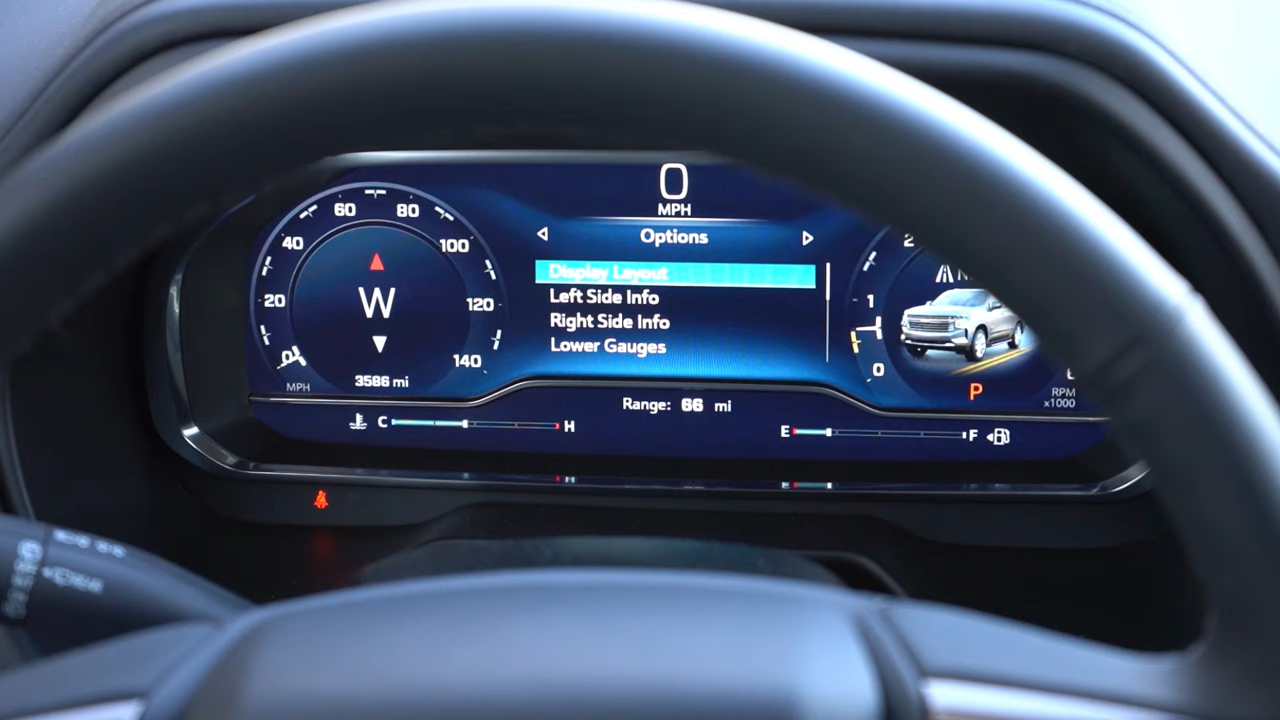 0
MPH
Options
Display Layout
Left Side Info
Right Side Info
Lower Gauges
0
20
40
60
80
100
120
140
W
MPH
3586 mi
2
1
0
P
RPM
x1000
Range: 66 mi
C H
E F